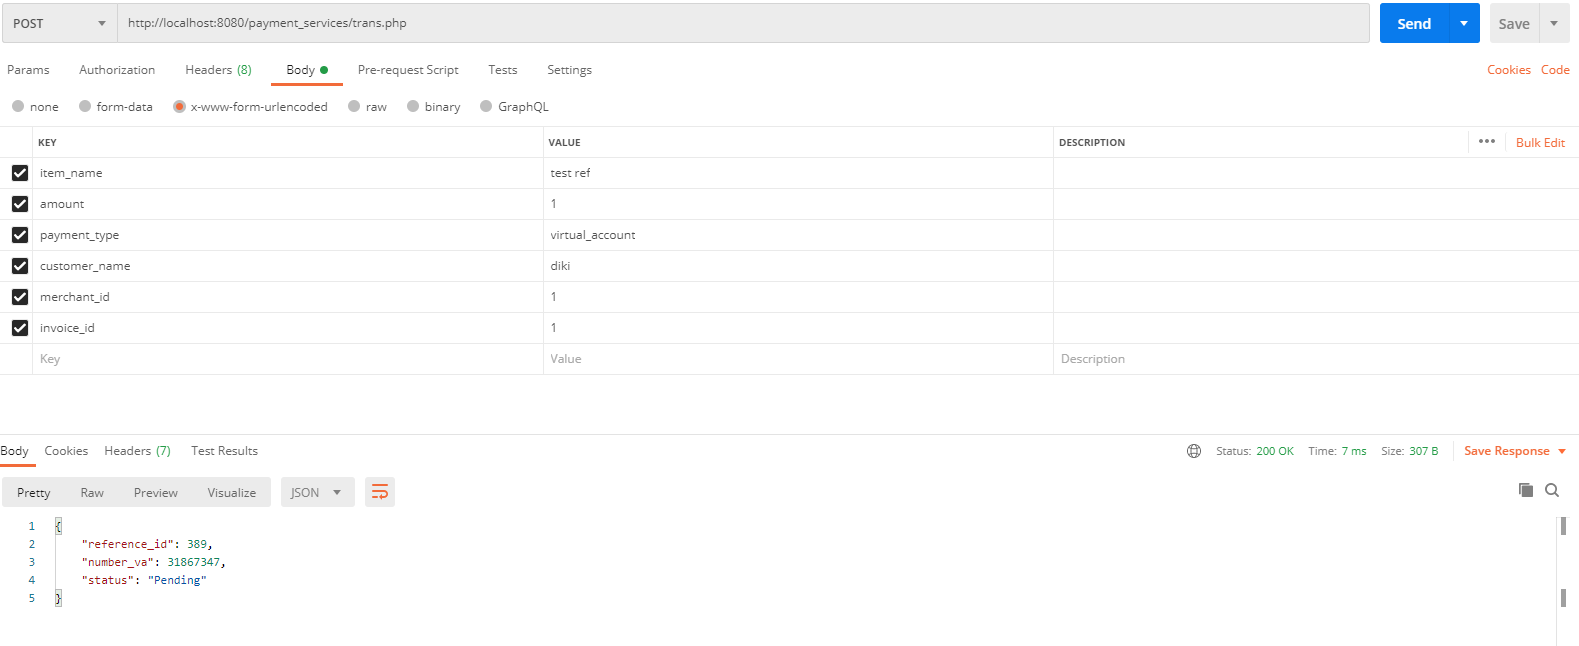 POST http://localhost:8080/payment_services/trans.php Send Save
Params Authorization Headers (8) Body Pre-request Script Tests Settings Cookies Code
none form-data x-www-form-urlencoded raw binary GraphQL
KEY VALUE DESCRIPTION ••• Bulk Edit
item_name test ref
amount 1
payment_type virtual_account
customer_name diki
merchant_id 1
invoice_id 1
Key Value Description
Body Cookies Headers (7) Test Results Status: 200 OK Time: 7 ms Size: 307 B Save Response
Pretty Raw Preview Visualize JSON
1 {
2 "reference_id": 389,
3 "number_va": 31867347,
4 "status": "Pending"
5 }